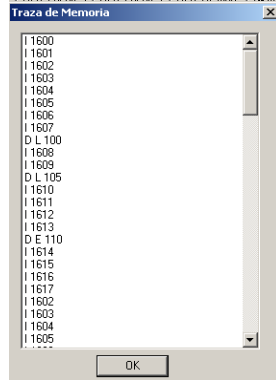 Traza de Memoria
I 1600
I 1601
I 1602
I 1603
I 1604
I 1605
I 1606
I 1607
D L 100
I 1608
I 1609
D L 105
I 1610
I 1611
I 1612
I 1613
D E 110
I 1614
I 1615
I 1616
I 1617
I 1602
I 1603
I 1604
I 1605
OK